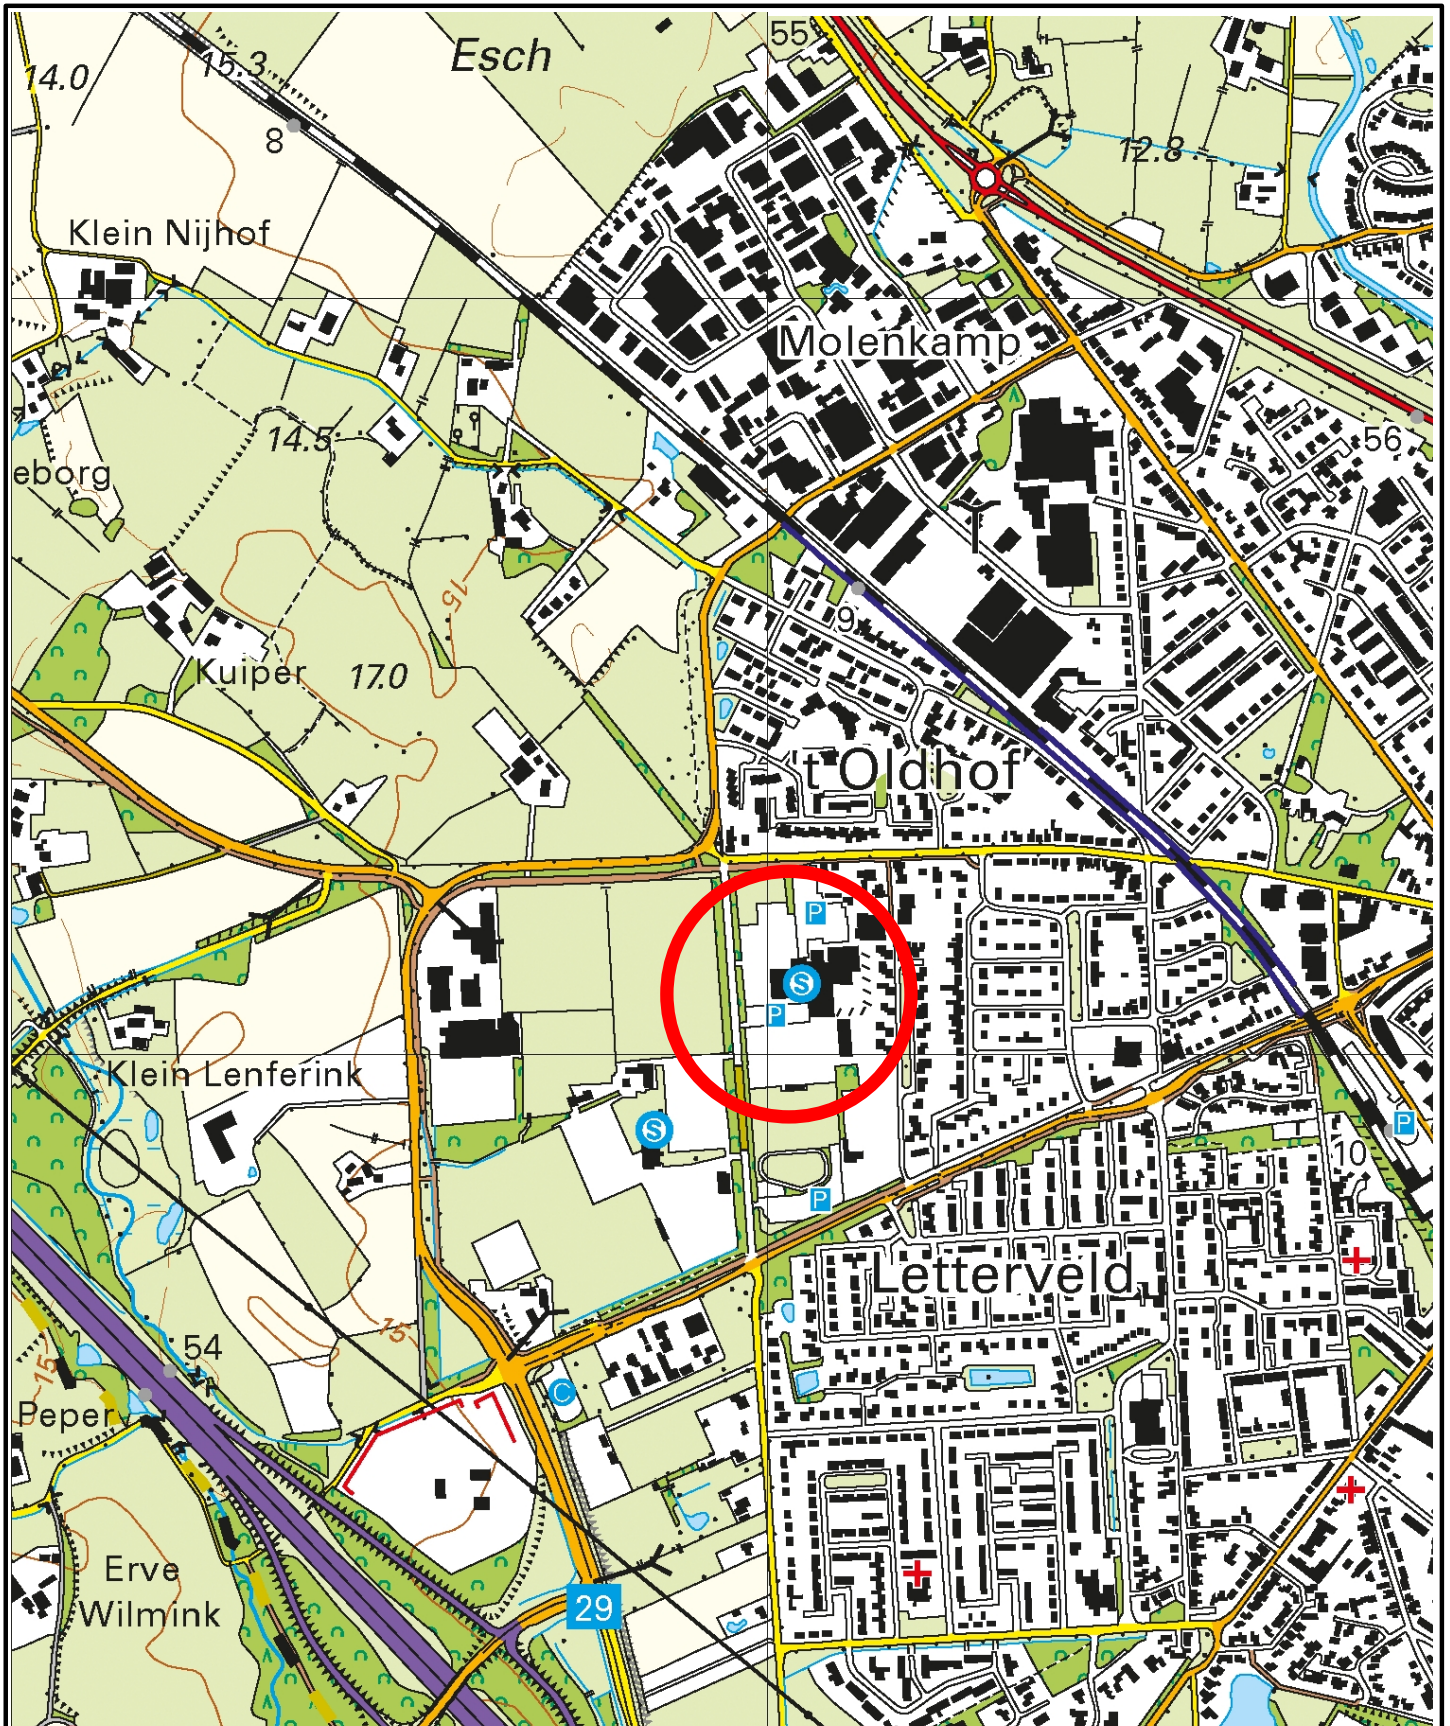 55
Esch
15.3
14.0
8
12.8
Klein Nijhof
Molenkamp
56
14.5
eborg
15
9
Kuiper
17.0
't Oldhof
P
S
P
Klein Lenferink
S
P
10
P
Letterveld
15
54
15
C
Peper
29
Erve
Wilmink